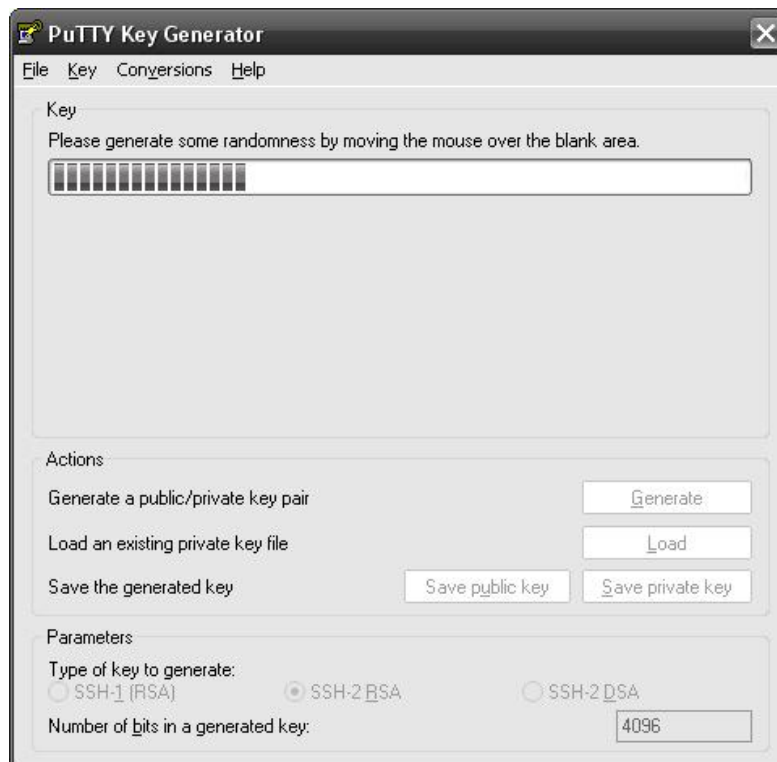 PuTTY Key Generator
File Key Conversions Help
Key
Please generate some randomness by moving the mouse over the blank area.
Actions
Generate a public/private key pair Generate
Load an existing private key file Load
Save the generated key Save public key Save private key
Parameters
Type of key to generate:
SSH-1 (RSA) SSH-2 RSA SSH-2 DSA
Number of bits in a generated key: 4096